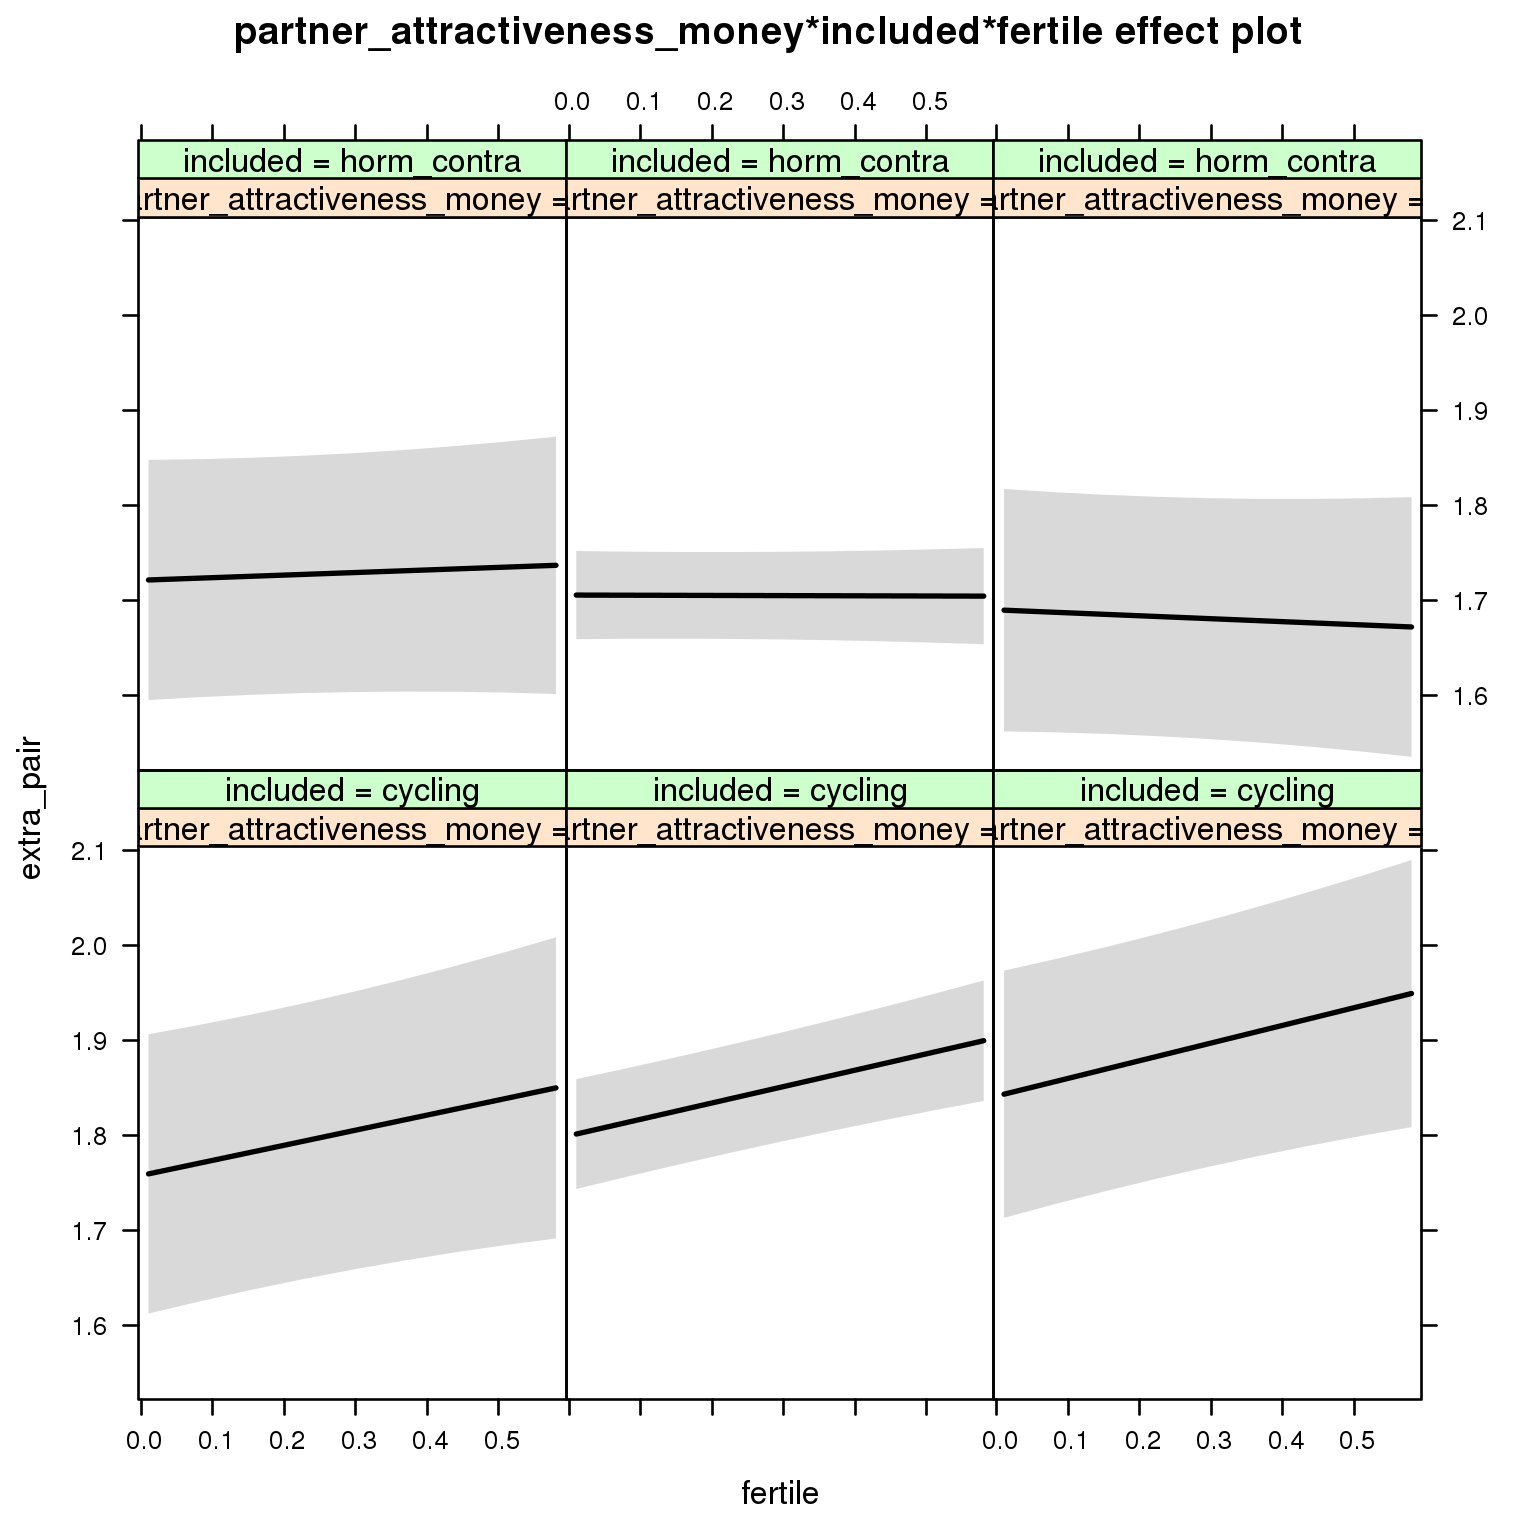 partner_attractiveness_money*included*fertile effect plot
0.0 0.1 0.2 0.3 0.4 0.5
included = horm_contra included = horm_contra included = horm_contra
rtner_attractiveness_money = rtner_attractiveness_money = rtner_attractiveness_money =
2.1
2.0
1.9
1.8
1.7
1.6
extra_pair
included = cycling included = cycling included = cycling
rtner_attractiveness_money = rtner_attractiveness_money = rtner_attractiveness_money =
2.1
2.0
1.9
1.8
1.7
1.6
0.0 0.1 0.2 0.3 0.4 0.5 0.0 0.1 0.2 0.3 0.4 0.5
fertile